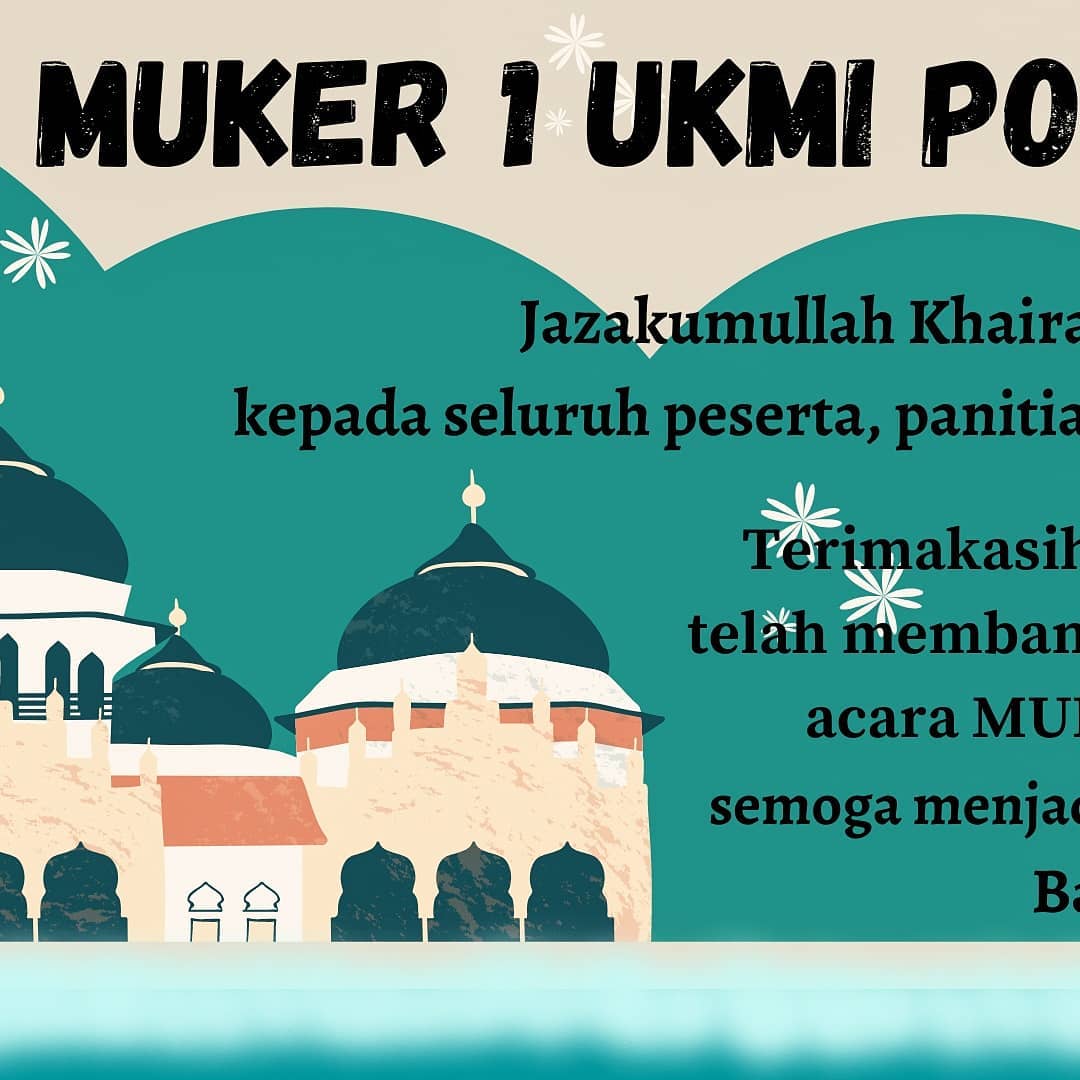 MUKER 1 UKMI PO
Jazakumullah Khaira
kepada seluruh peserta, panitia
Terimakasih
telah memban
acara MU
semoga menjad
Ba